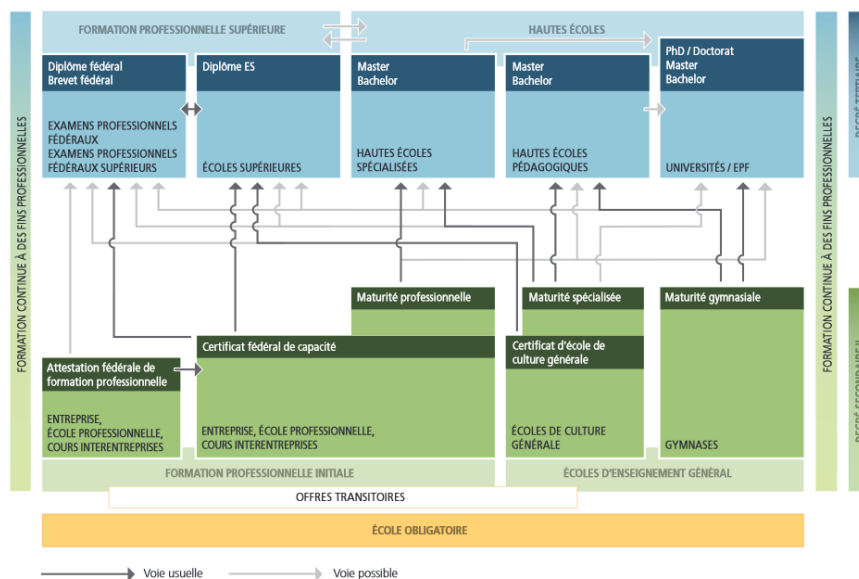 FORMATION PROFESSIONNELLE SUPÉRIEURE
HAUTES ÉCOLES
Diplôme fédéral
Brevet fédéral
Diplôme ES
Master
Bachelor
Master
Bachelor
PhD / Doctorat
Master
Bachelor
EXAMENS PROFESSIONNELS
FÉDÉRAUX
EXAMENS PROFESSIONNELS
FÉDÉRAUX SUPÉRIEURS
ÉCOLES SUPÉRIEURES
HAUTES ÉCOLES
SPÉCIALISÉES
HAUTES ÉCOLES
PÉDAGOGIQUES
UNIVERSITÉS / EPF
FORMATION CONTINUE À DES FINS PROFESSIONNELLES
FORMATION CONTINUE À DES FINS PROFESSIONNELLES
Maturité professionnelle
Maturité spécialisée
Maturité gymnasiale
Certificat fédéral de capacité
Certificat d'école de
culture générale
Attestation fédérale de
formation professionnelle
ENTREPRISE,
ÉCOLE PROFESSIONNELLE,
COURS INTERENTREPRISES
ENTREPRISE, ÉCOLE PROFESSIONNELLE,
COURS INTERENTREPRISES
ÉCOLES DE CULTURE
GÉNÉRALE
GYMNASES
FORMATION PROFESSIONNELLE INITIALE
ÉCOLES D'ENSEIGNEMENT GÉNÉRAL
OFFRES TRANSITOIRES
ÉCOLE OBLIGATOIRE
Voie usuelle
Voie possible